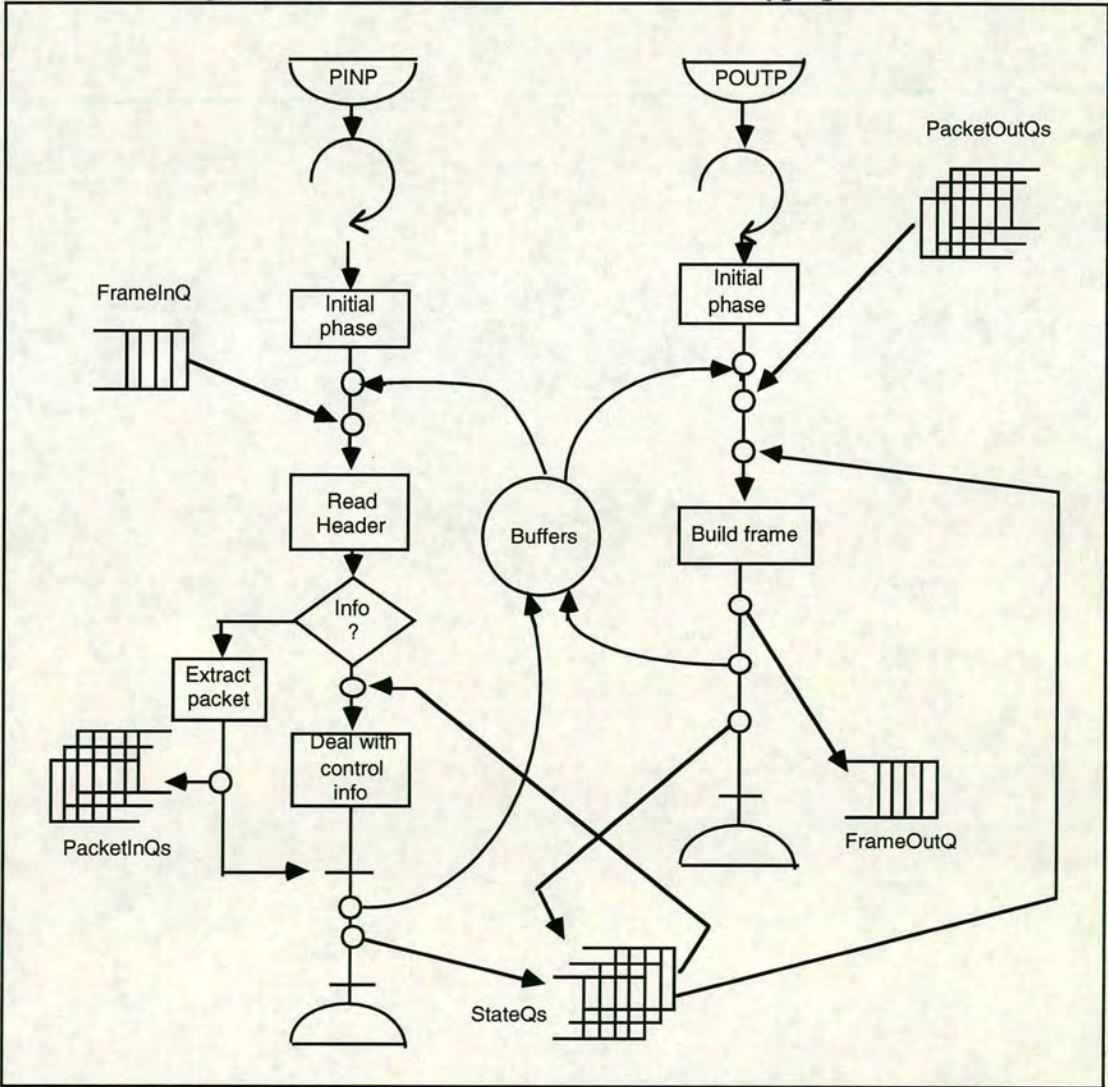 PINP
POUTP
PacketOutQs
FrameInQ
Initial
phase
Initial
phase
Read
Header
Buffers
Build frame
Info
?
Extract
packet
Deal with
control
info
PacketInQs
FrameOutQ
StateQs